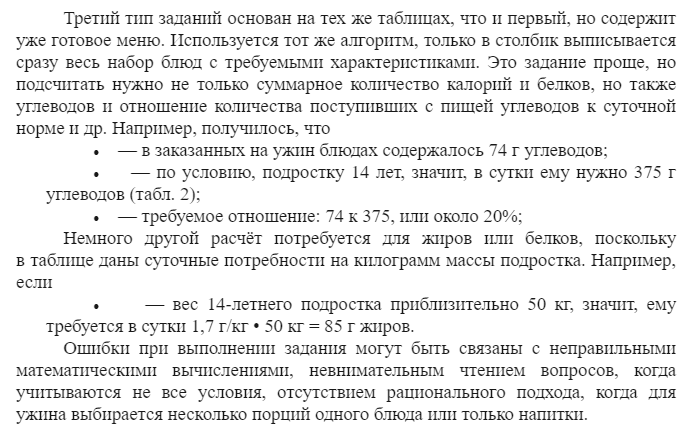 Третий тип заданий основан на тех же таблицах, что и первый, но содержит
уже готовое меню. Используется тот же алгоритм, только в столбик выписывается
сразу весь набор блюд с требуемыми характеристиками. Это задание проще, но
подсчитать нужно не только суммарное количество калорий и белков, но также
углеводов и отношение количества поступивших с пищей углеводов к суточной
норме и др. Например, получилось, что
• — в заказанных на ужин блюдах содержалось 74 г углеводов;
• — по условию, подростку 14 лет, значит, в сутки ему нужно 375 г
углеводов (табл. 2);
• — требуемое отношение: 74 к 375, или около 20%;
Немного другой расчёт потребуется для жиров или белков, поскольку
в таблице даны суточные потребности на килограмм массы подростка. Например,
если
• — вес 14-летнего подростка приблизительно 50 кг, значит, ему
требуется в сутки 1,7 г/кг • 50 кг = 85 г жиров.
Ошибки при выполнении задания могут быть связаны с неправильными
математическими вычислениями, невнимательным чтением вопросов, когда
учитываются не все условия, отсутствием рационального подхода, когда для
ужина выбирается несколько порций одного блюда или только напитки.